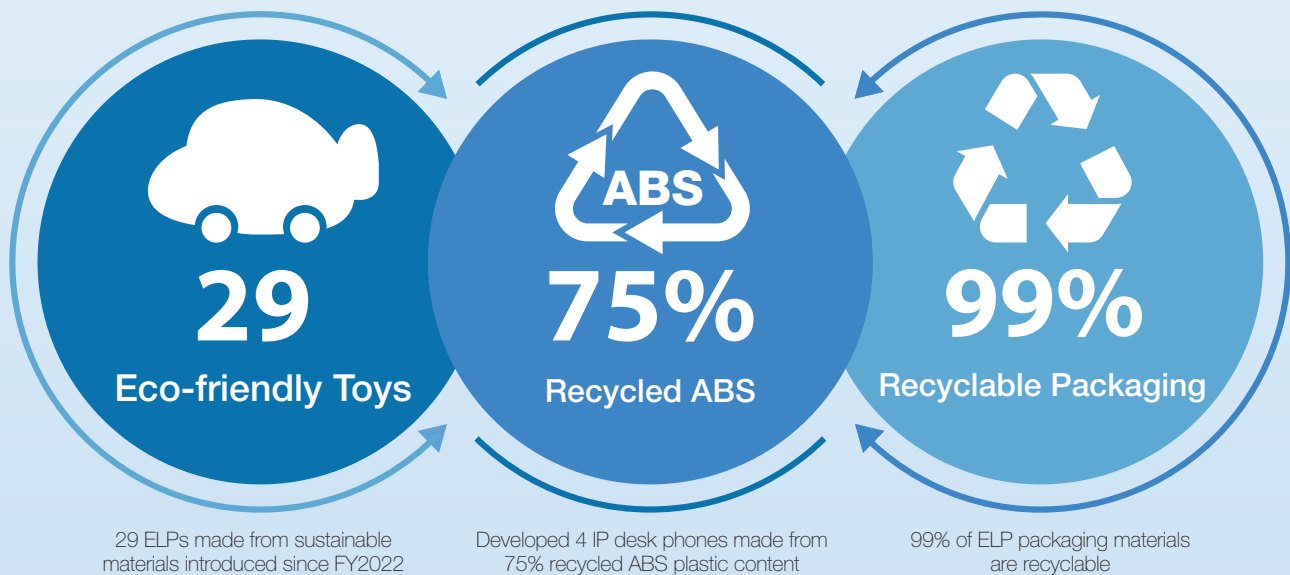 29
Eco-friendly Toys
29 ELPs made from sustainable
materials introduced since FY2022
ABS
75%
Recycled ABS
Developed 4 IP desk phones made from
75% recycled ABS plastic content
99%
Recyclable Packaging
99% of ELP packaging materials
are recyclable